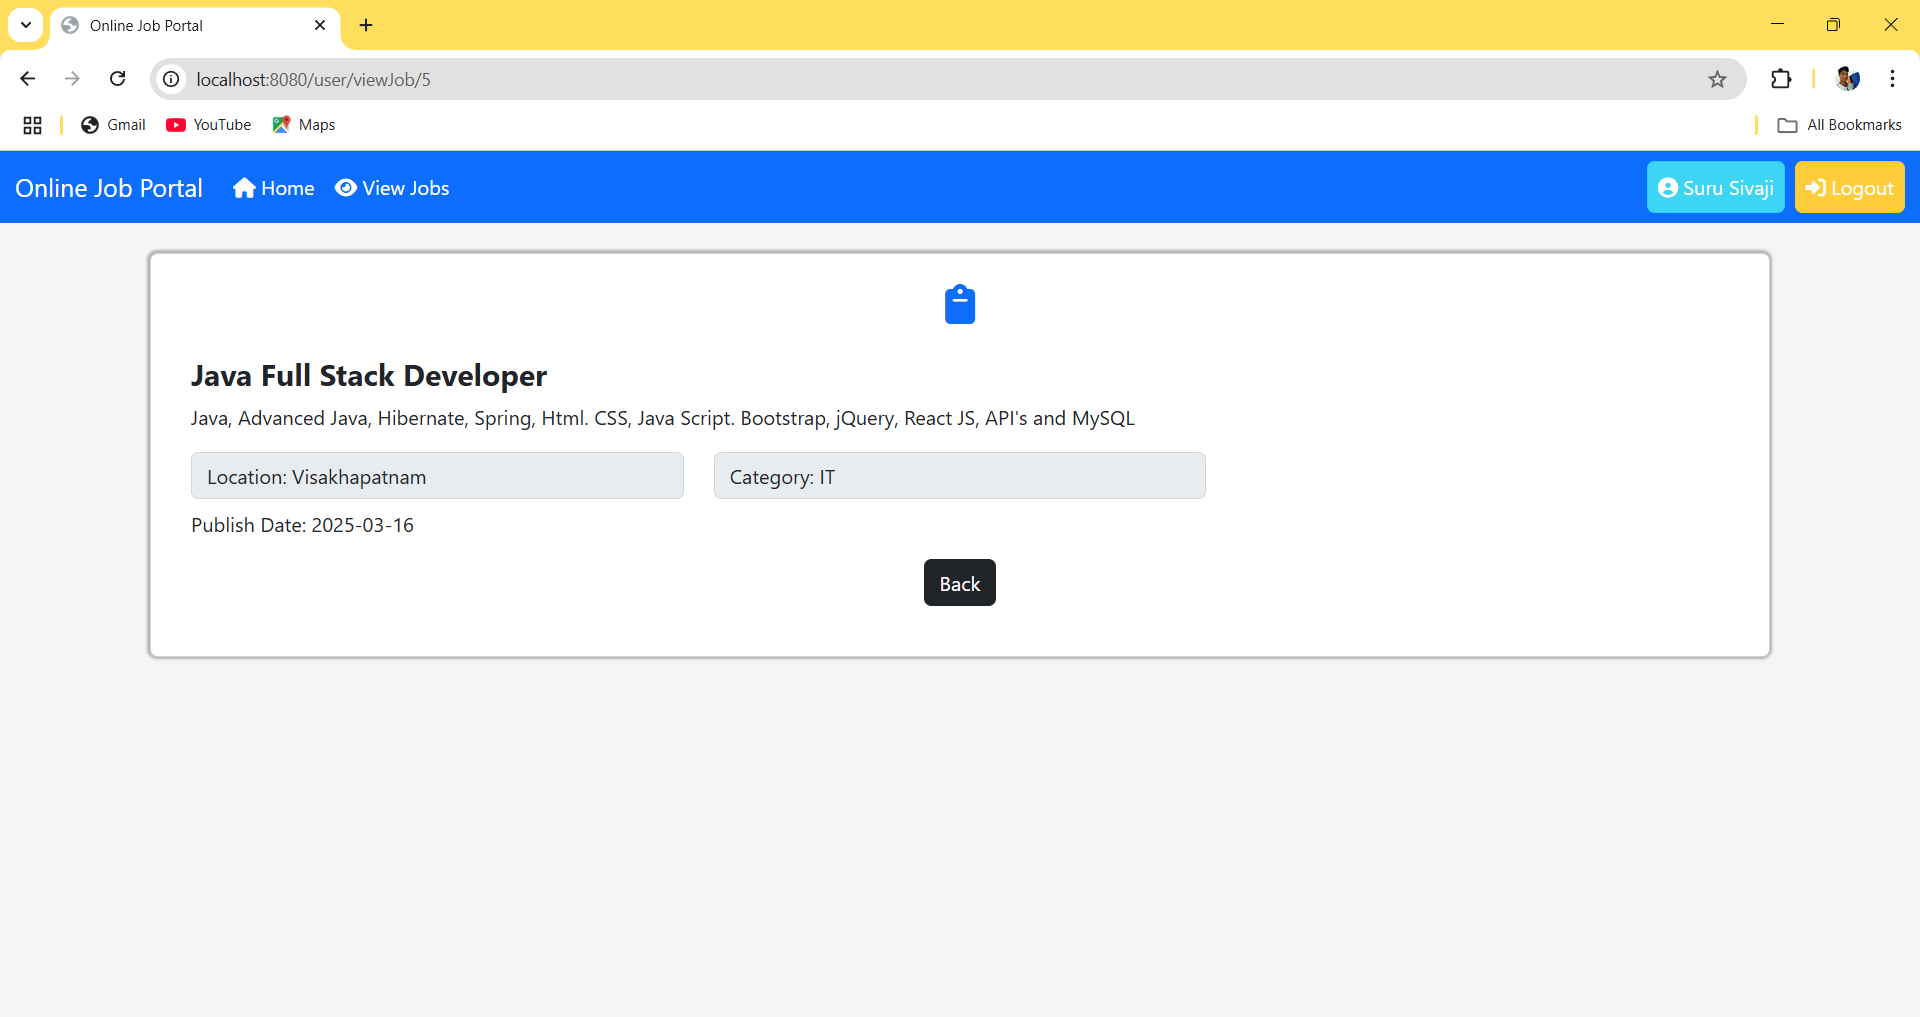 Online Job Portal
localhost:8080/user/viewJob/5
Gmail YouTube Maps All Bookmarks
Online Job Portal Home View Jobs Suru Sivaji Logout
Java Full Stack Developer
Java, Advanced Java, Hibernate, Spring, Html. CSS, Java Script. Bootstrap, jQuery, React JS, API's and MySQL
Location: Visakhapatnam Category: IT
Publish Date: 2025-03-16
Back